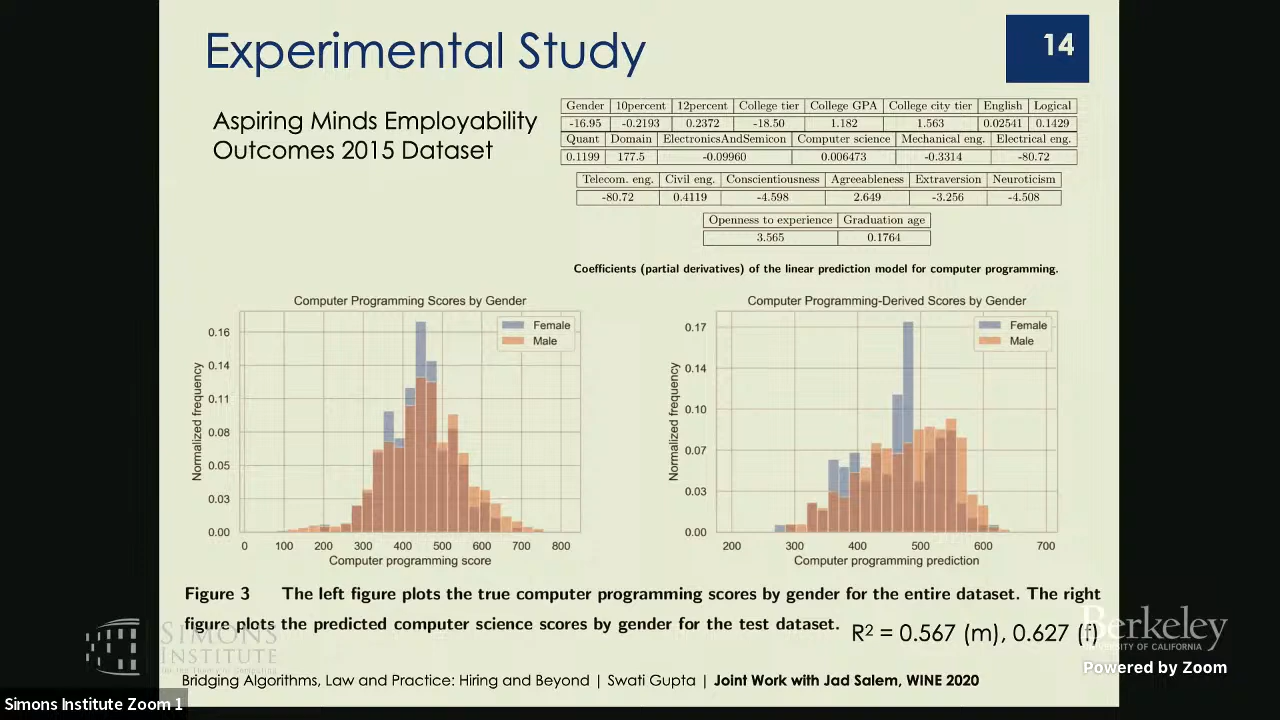 Experimental Study
14
Aspiring Minds Employability
Outcomes 2015 Dataset
Gender 10percent 12percent College tier College GPA College city tier English Logical
-16.95 -0.2193 0.2372 -18.50 1.182 1.563 0.02541 0.1429
Quant Domain ElectronicsAndSemicon Computer science Mechanical eng. Electrical eng.
0.1199 177.5 -0.09960 0.006473 -0.3314 -80.72
Telecom. eng. Civil eng. Conscientiousness Agreeableness Extraversion Neuroticism
-80.72 0.4119 -4.598 2.649 -3.256 -4.508
Openness to experience Graduation age
3.565 0.1764
Coefficients (partial derivatives) of the linear prediction model for computer programming.
Computer Programming Scores by Gender
Female
Male
Normalized frequency
0.16
0.14
0.11
0.08
0.05
0.03
0.00
0 100 200 300 400 500 600 700 800
Computer programming score
Computer Programming-Derived Scores by Gender
Female
Male
Normalized frequency
0.17
0.14
0.10
0.07
0.03
0.00
200 300 400 500 600 700
Computer programming prediction
Figure 3 The left figure plots the true computer programming scores by gender for the entire dataset. The right
figure plots the predicted computer science scores by gender for the test dataset.
R² = 0.567 (m), 0.627 (f)
SIMONS
INSTITUTE
Berkeley
UNIVERSITY OF CALIFORNIA
Powered by Zoom
Bridging Algorithms, Law and Practice: Hiring and Beyond | Swati Gupta | Joint Work with Jad Salem, WINE 2020
Simons Institute Zoom 1